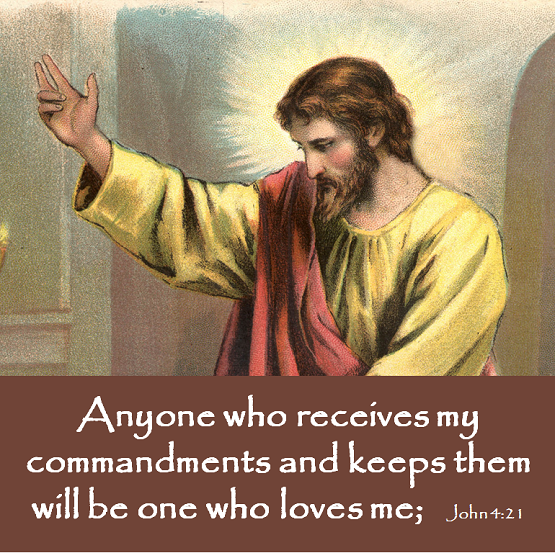 Anyone who receives my
commandments and keeps them
will be one who loves me; John 4:21